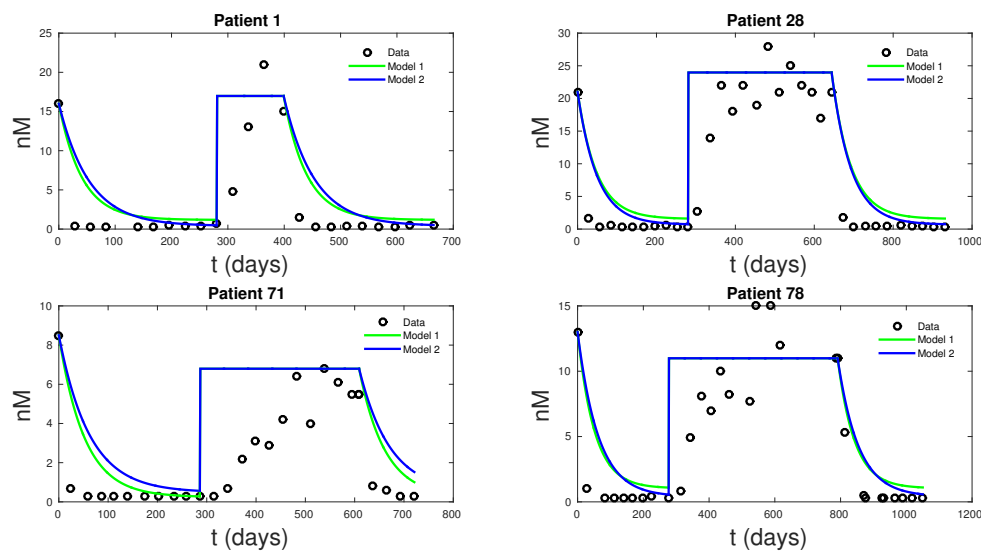 Patient 1
25
20
15
10
5
0
nM
0 100 200 300 400 500 600 700
t (days)
Data
Model 1
Model 2
Patient 28
30
25
20
15
10
5
0
nM
0 200 400 600 800 1000
t (days)
Data
Model 1
Model 2
Patient 71
10
8
6
4
2
0
nM
0 100 200 300 400 500 600 700 800
t (days)
Data
Model 1
Model 2
Patient 78
15
10
5
0
nM
0 200 400 600 800 1000 1200
t (days)
Data
Model 1
Model 2